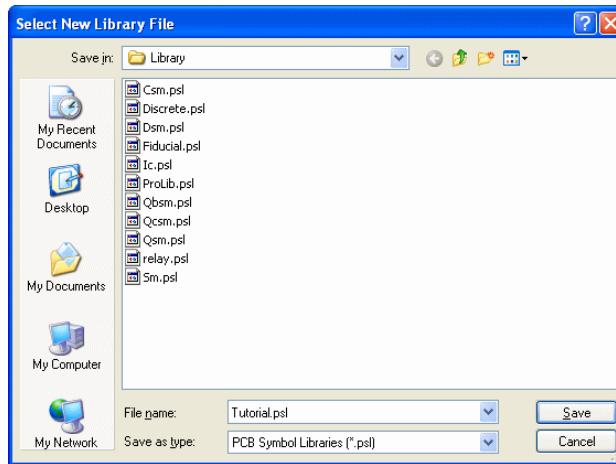 Select New Library File
Save in:
Library
Csm.psl
Discrete.psl
Dsm.psl
Fiducial.psl
Ic.psl
ProLib.psl
Qbsm.psl
Qcsm.psl
Qsm.psl
relay.psl
Sm.psl
My Recent
Documents
Desktop
My Documents
My Computer
My Network
File name:
Tutorial.psl
Save
Save as type:
PCB Symbol Libraries (*.psl)
Cancel